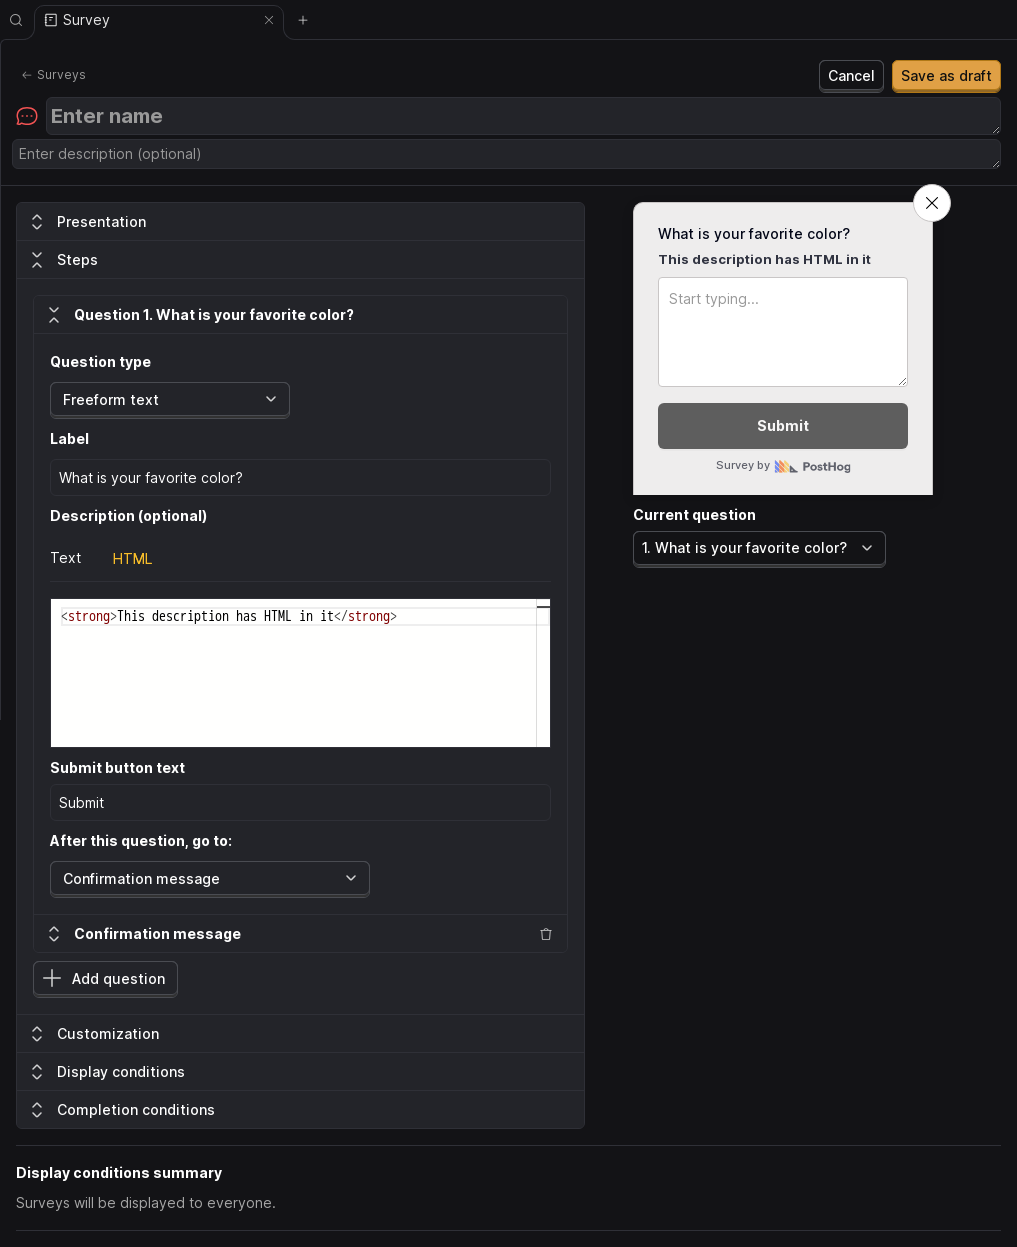 Survey
Surveys
Cancel
Save as draft
Enter name
Enter description (optional)
Presentation
Steps
Question 1. What is your favorite color?
Question type
Freeform text
Label
What is your favorite color?
Description (optional)
Text
HTML
<strong>This description has HTML in it</strong>
Submit button text
Submit
After this question, go to:
Confirmation message
Confirmation message
Add question
Customization
Display conditions
Completion conditions
What is your favorite color?
This description has HTML in it
Start typing...
Submit
Survey by PostHog
Current question
1. What is your favorite color?
Display conditions summary
Surveys will be displayed to everyone.